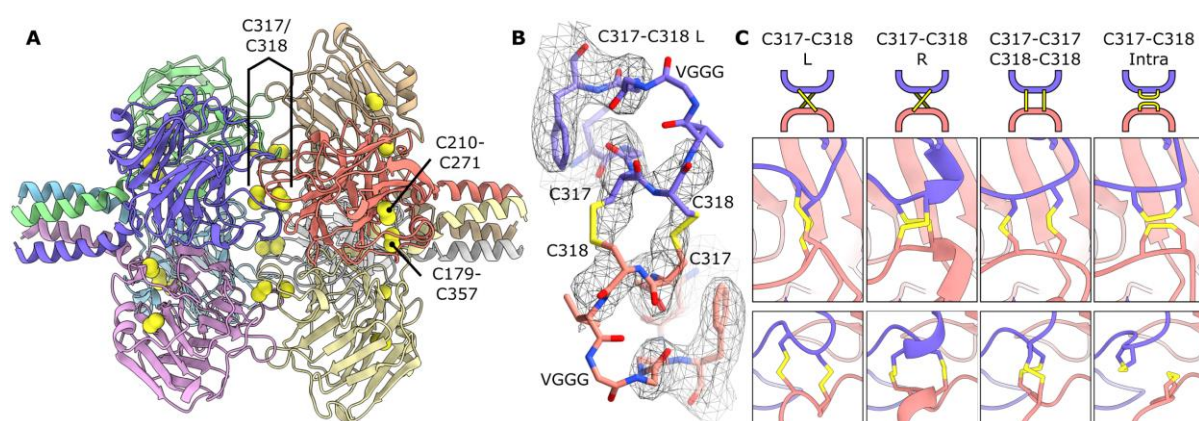 A
C317/
C318
C210-
C271
C179-
C357
B
C317-C318 L
VGGG
C317
C318
C318
C317
VGGG
C
C317-C318
L
C317-C318
R
C317-C317
C318-C318
C317-C318
Intra